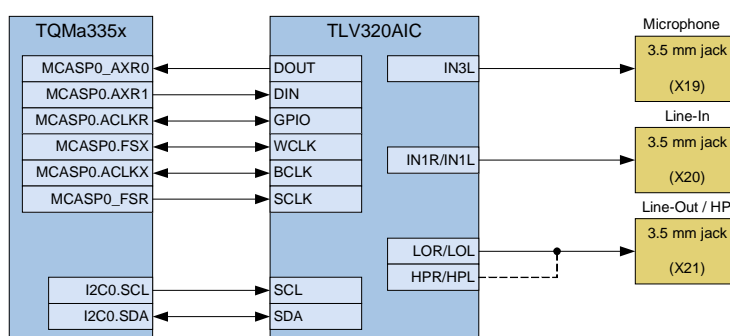 TQMa335x
TLV320AIC
Microphone
MCASP0_AXR0
DOUT
IN3L
3.5 mm jack
(X19)
MCASP0.AXR1
DIN
MCASP0.ACLKR
GPIO
Line-In
MCASP0.FSX
WCLK
IN1R/IN1L
3.5 mm jack
(X20)
MCASP0.ACLKX
BCLK
MCASP0_FSR
SCLK
Line-Out / HP
LOR/LOL
3.5 mm jack
(X21)
HPR/HPL
I2C0.SCL
SCL
I2C0.SDA
SDA